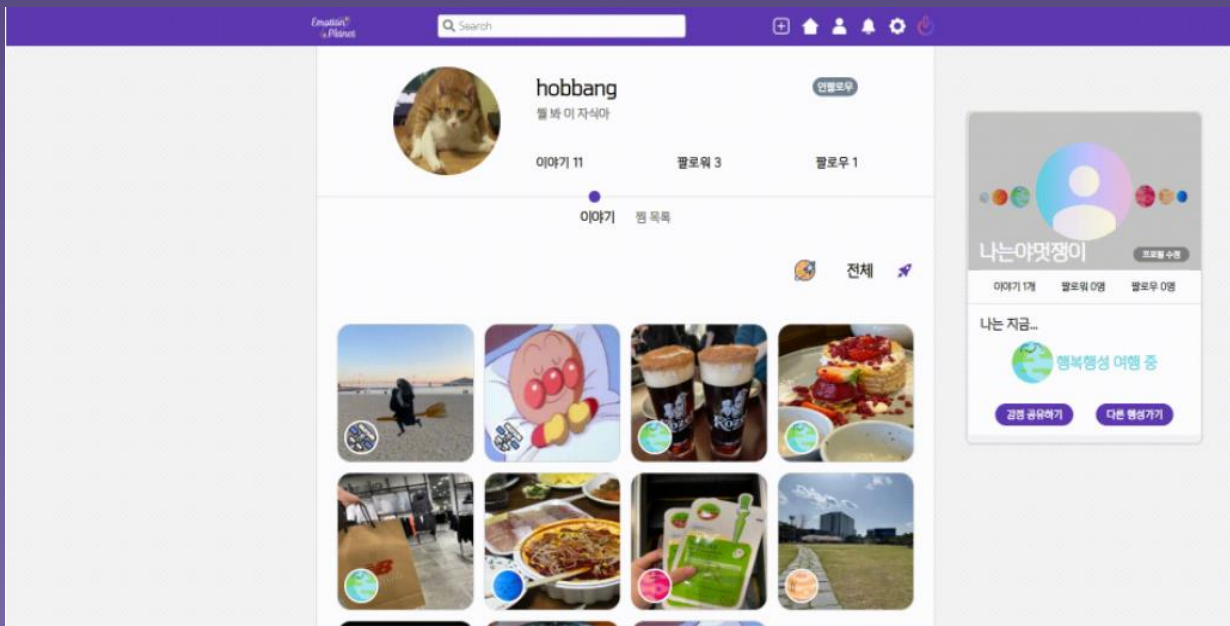 Emotion
Planet
Search
hobbang
언팔로우
뭘 봐 이 자식아
이야기 11
팔로워 3
팔로우 1
이야기
찜 목록
전체
나는야멋쟁이
프로필 수정
이야기 1개
팔로워 0명
팔로우 0명
나는 지금...
행복행성 여행 중
감정 공유하기
다른 행성가기
KOZEL
NB